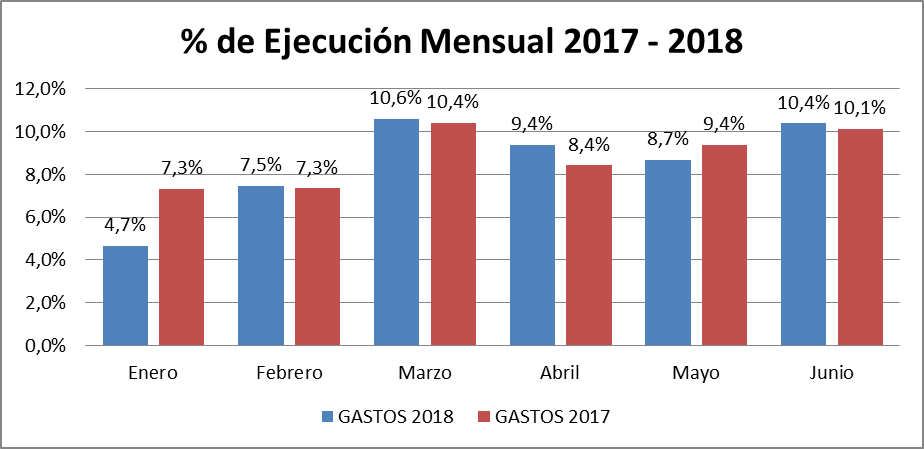 % de Ejecución Mensual 2017 - 2018
12,0%
10,0%
8,0%
6,0%
4,0%
2,0%
0,0%
4,7%
7,3%
7,5%
7,3%
10,6%
10,4%
9,4%
8,4%
8,7%
9,4%
10,4%
10,1%
Enero
Febrero
Marzo
Abril
Mayo
Junio
GASTOS 2018
GASTOS 2017